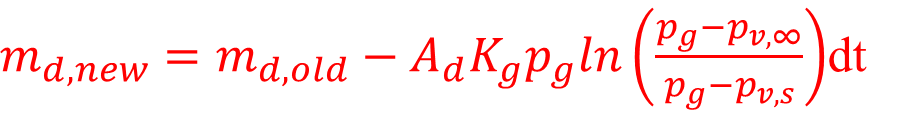 m_{d,new} = m_{d,old} − A_d K_g p_g ln((p_g−p_{v,∞})/(p_g−p_{v,s}))dt